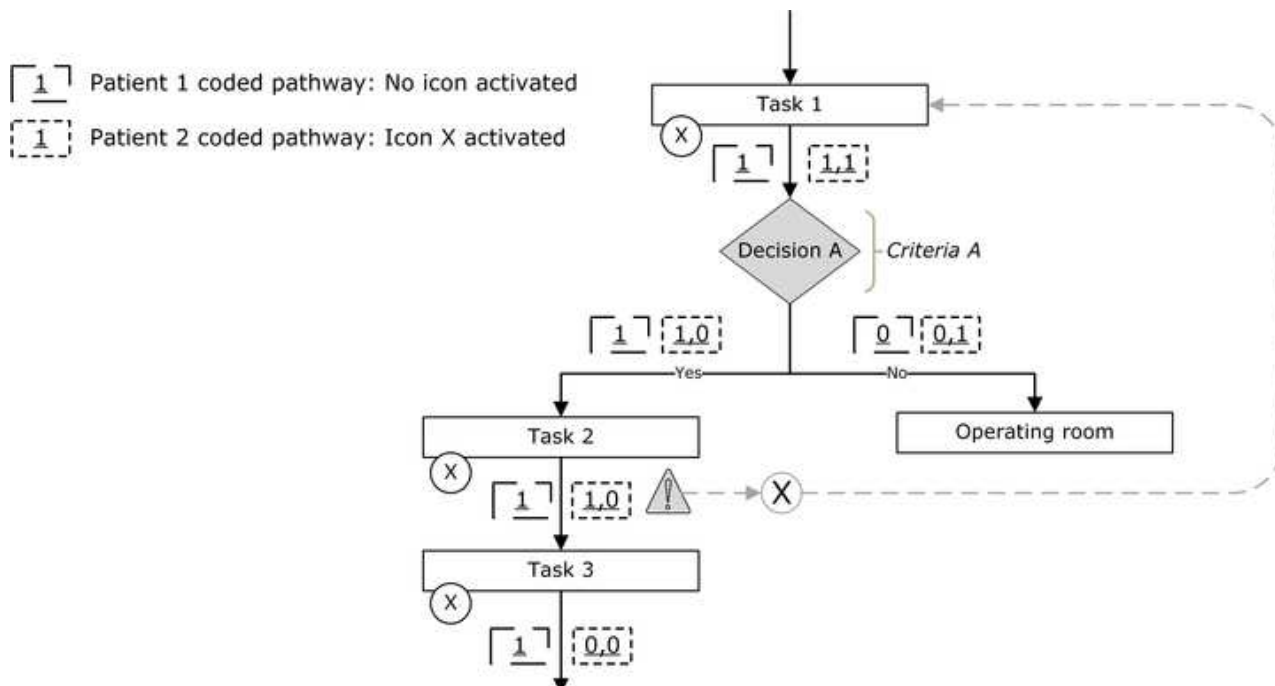 1 Patient 1 coded pathway: No icon activated
1 Patient 2 coded pathway: Icon X activated
Task 1
X
1 1,1
Decision A
Criteria A
1 1,0
0 0,1
Yes
No
Task 2
Operating room
X
1 1,0
! X
Task 3
X
1 0,0